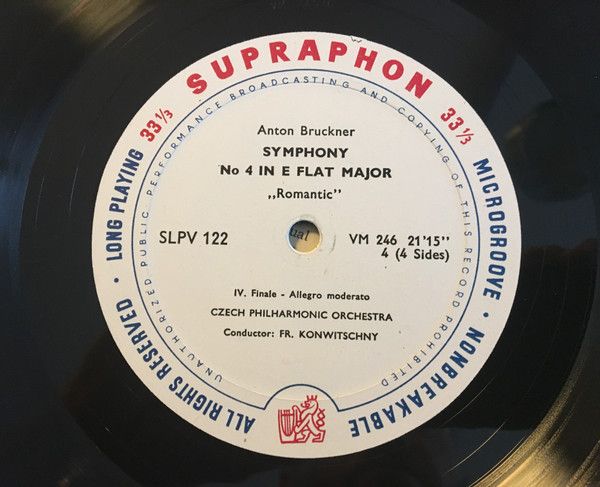 SUPRAPHON
33⅓
33⅓
LONG PLAYING
MICROGROOVE • NONBREAKABLE
ALL RIGHTS RESERVED •
UNAUTHORIZED PUBLIC PERFORMANCE BROADCASTING AND COPYING OF THIS RECORD PROHIBITED
Anton Bruckner
SYMPHONY
No 4 IN E FLAT MAJOR
„Romantic”
SLPV 122
ual
VM 246 21'15''
4 (4 Sides)
IV. Finale - Allegro moderato
CZECH PHILHARMONIC ORCHESTRA
Conductor: FR. KONWITSCHNY